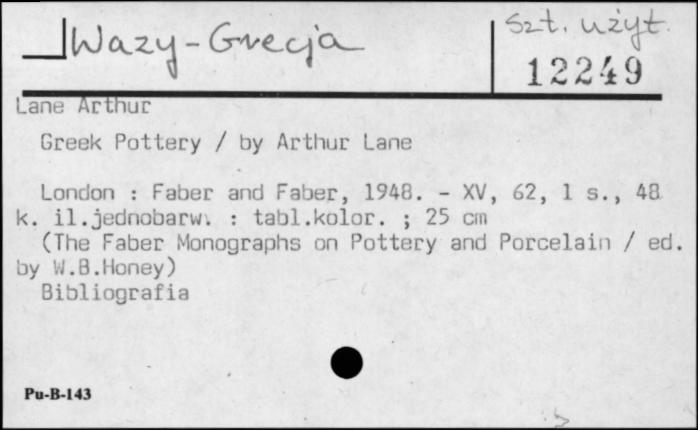 Wazy-Grecja
szt. użyt.
12249
Lane Arthur
Greek Pottery / by Arthur Lane
London : Faber and Faber, 1948. - XV, 62, 1 s., 48
k. il.jednobarw. : tabl.kolor. ; 25 cm
(The Faber Monographs on Pottery and Porcelain / ed.
by W.B.Honey)
Bibliografia
Pu-B-143